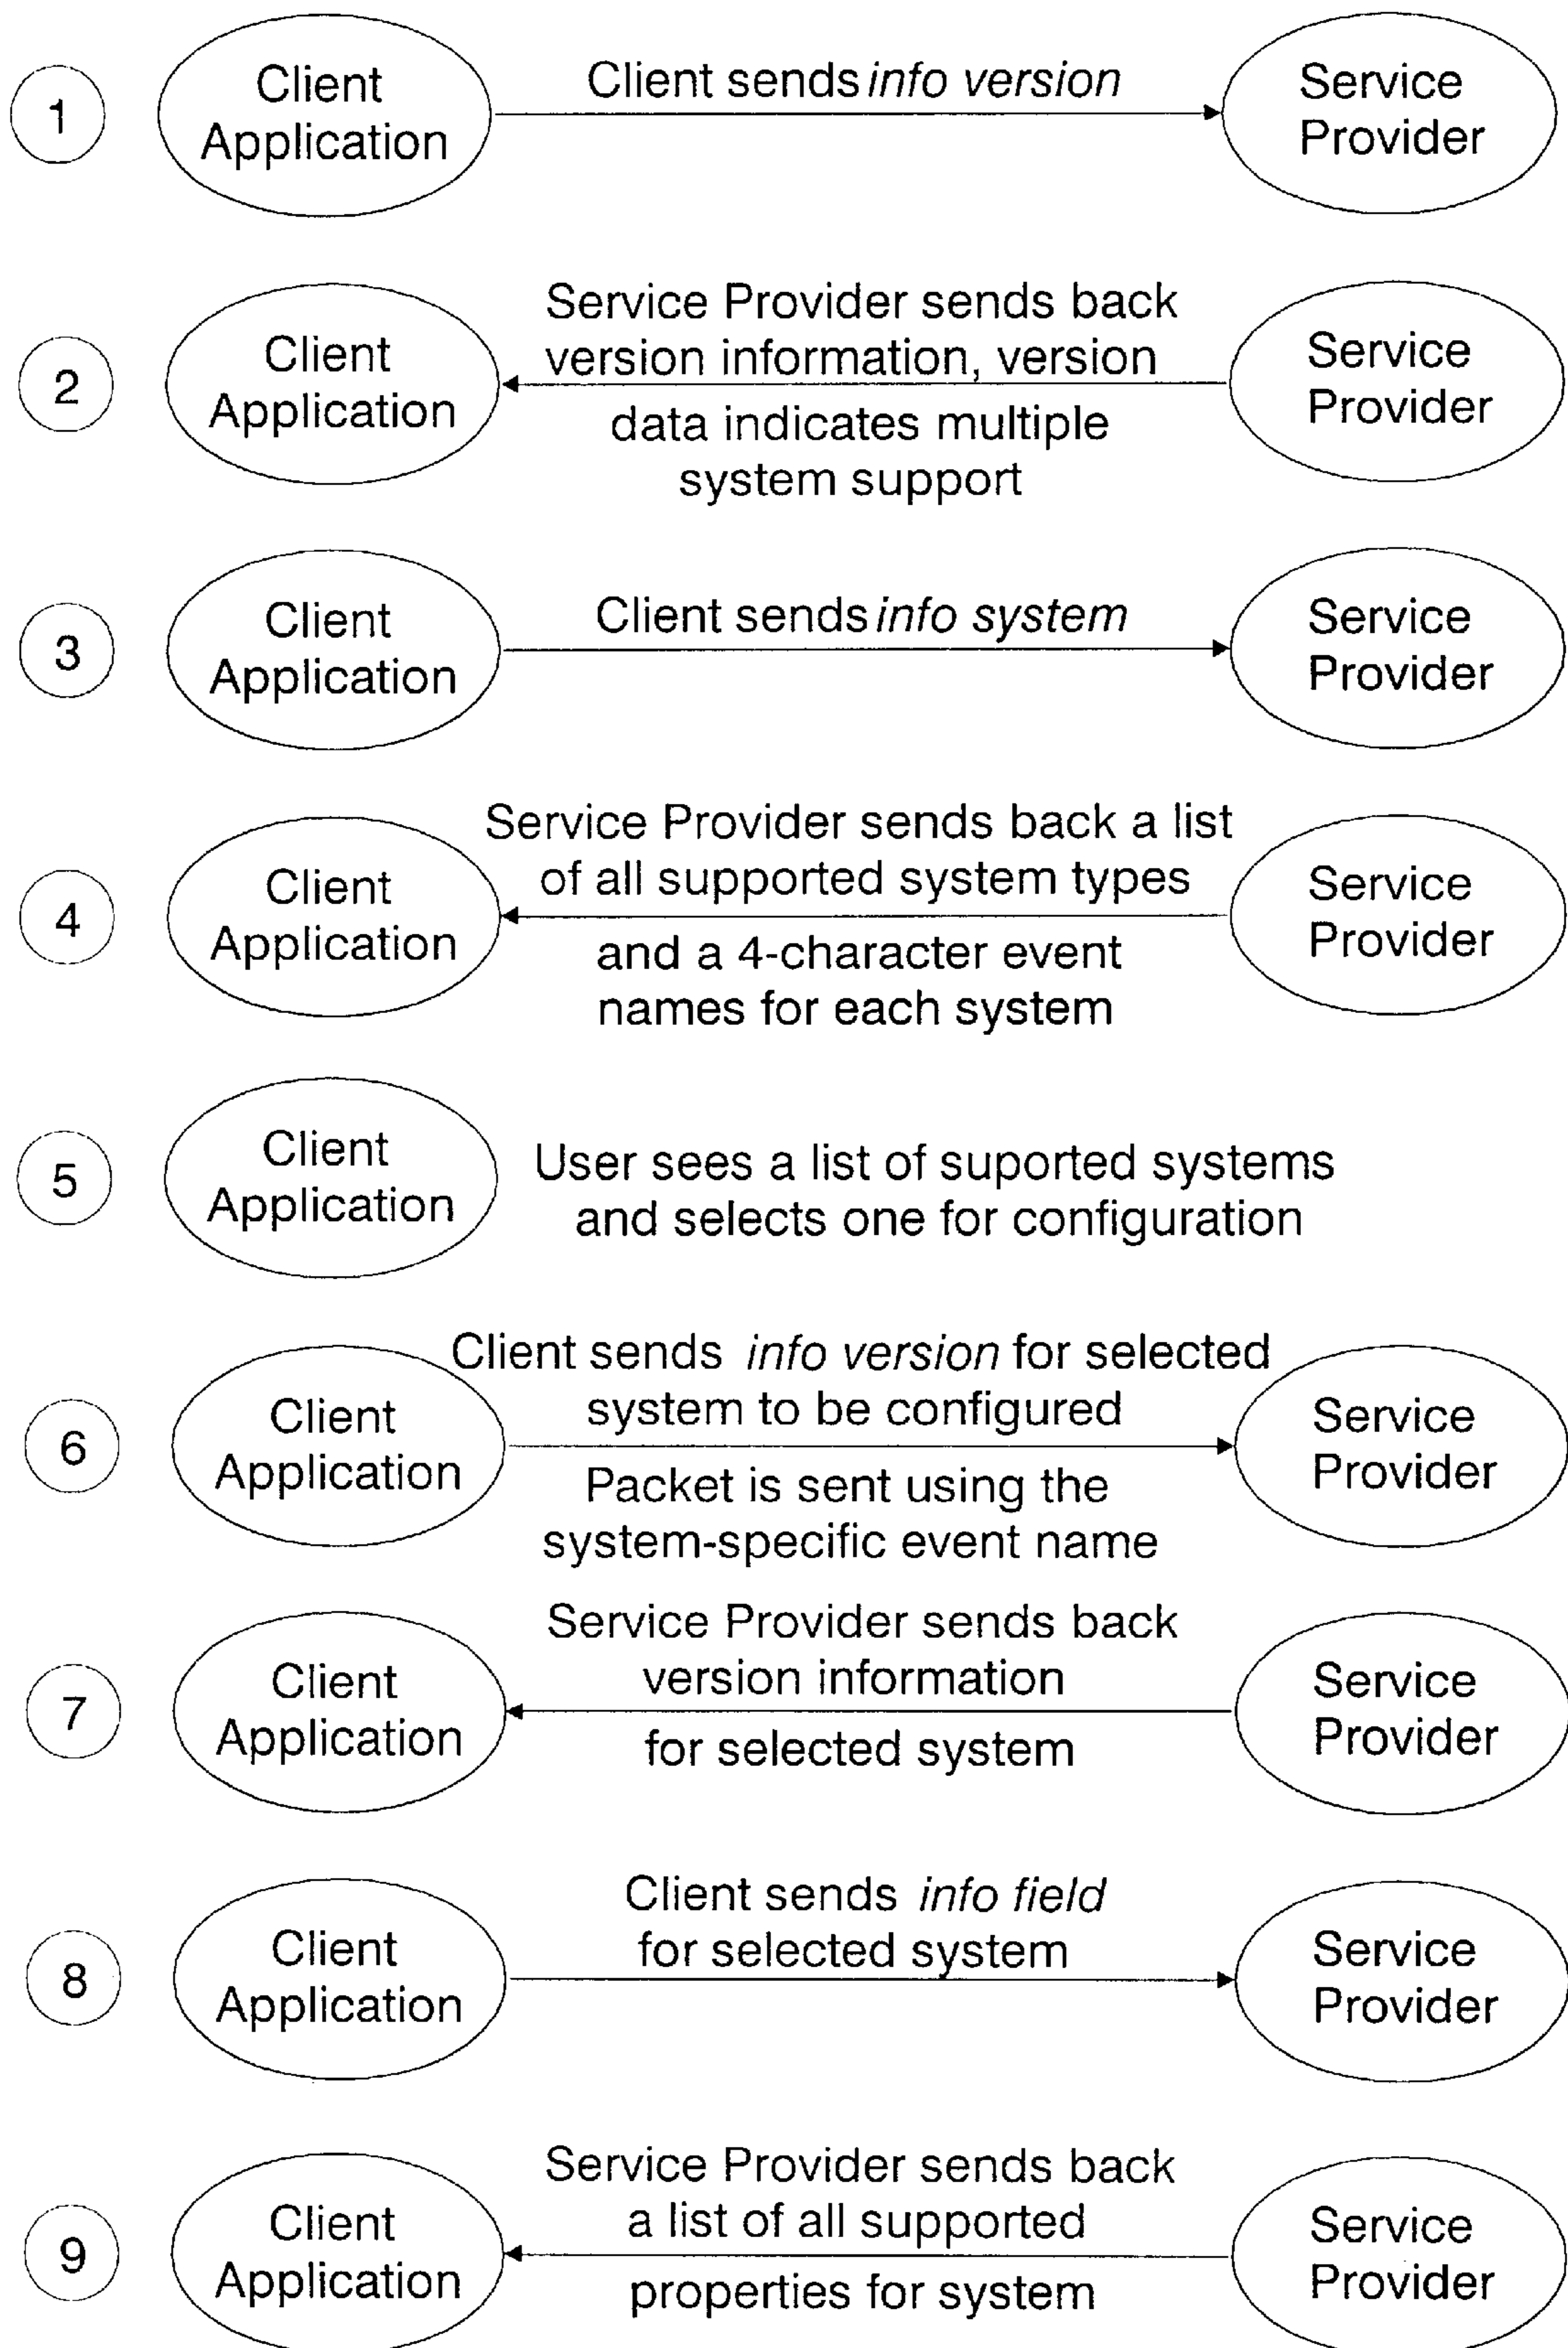 1
Client
Application
Client sends info version
Service
Provider
2
Client
Application
Service Provider sends back
version information, version
data indicates multiple
system support
Service
Provider
3
Client
Application
Client sends info system
Service
Provider
4
Client
Application
Service Provider sends back a list
of all supported system types
and a 4-character event
names for each system
Service
Provider
5
Client
Application
User sees a list of suported systems
and selects one for configuration
6
Client
Application
Client sends info version for selected
system to be configured
Packet is sent using the
system-specific event name
Service
Provider
7
Client
Application
Service Provider sends back
version information
for selected system
Service
Provider
8
Client
Application
Client sends info field
for selected system
Service
Provider
9
Client
Application
Service Provider sends back
a list of all supported
properties for system
Service
Provider